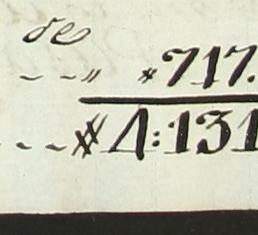 de
- - " *717.
- - - #4:131